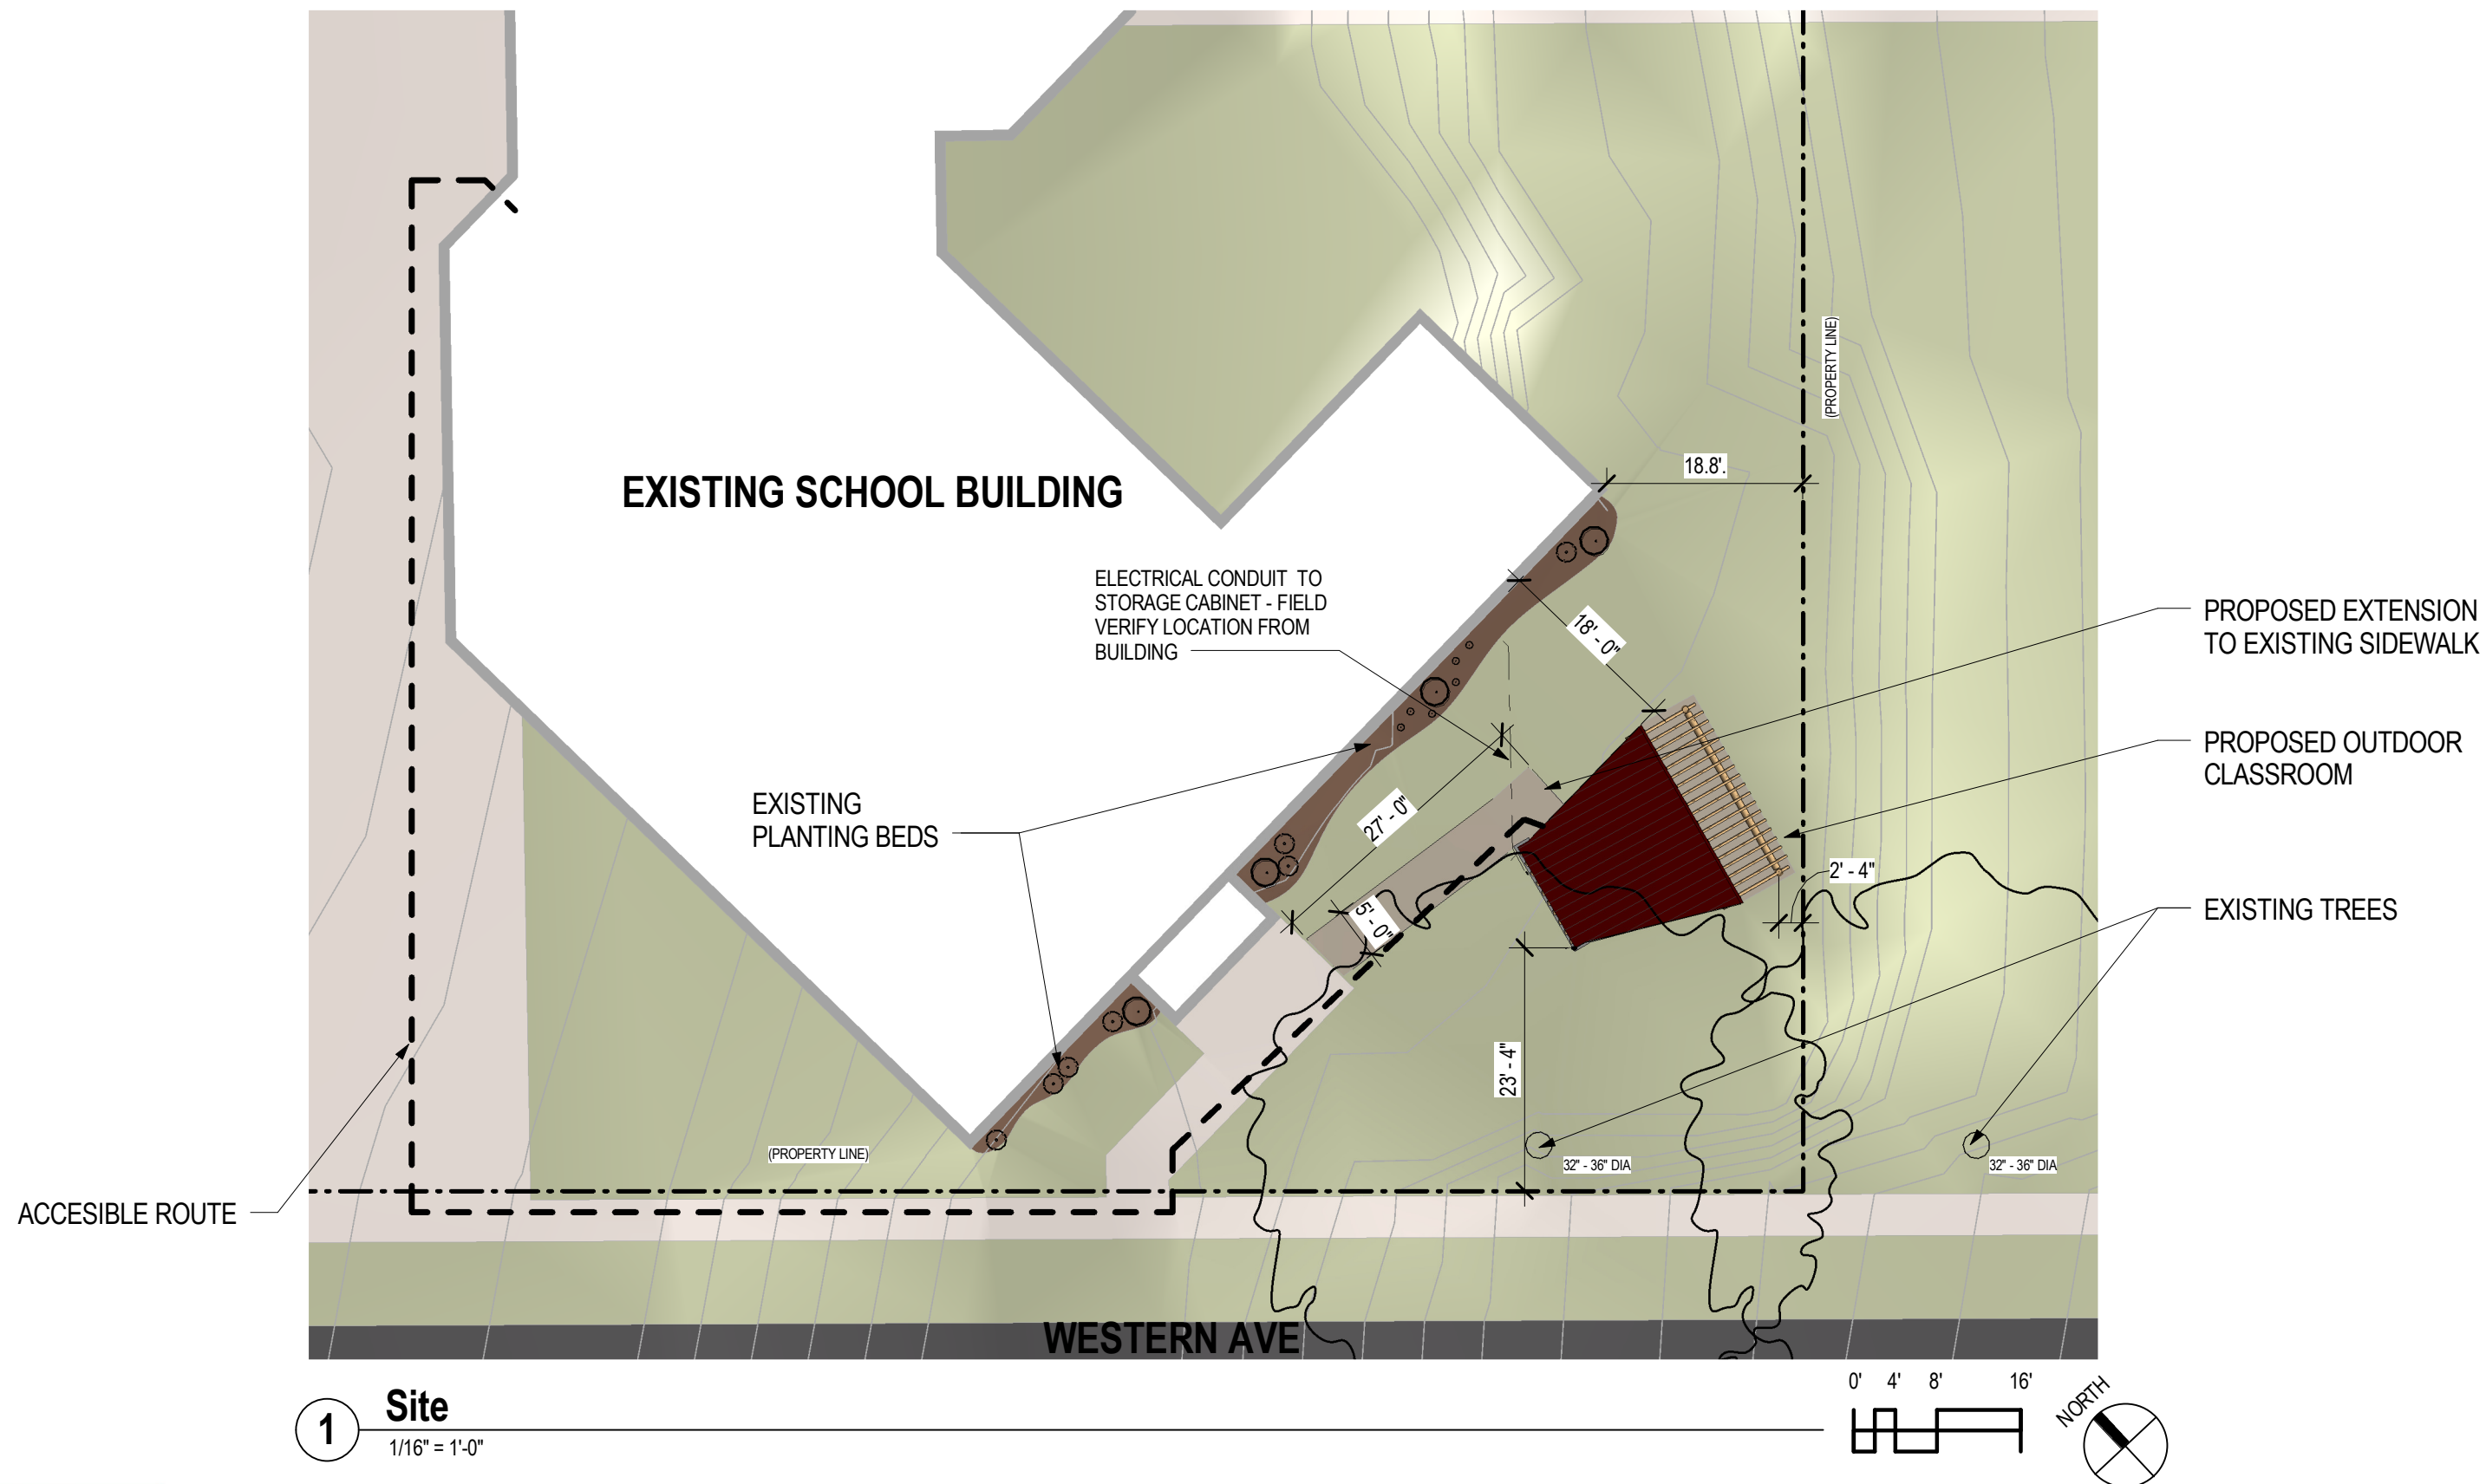 (PROPERTY LINE)
18.8'.
EXISTING SCHOOL BUILDING
ELECTRICAL CONDUIT TO
STORAGE CABINET - FIELD
VERIFY LOCATION FROM
BUILDING
18' - 0"
PROPOSED EXTENSION
TO EXISTING SIDEWALK
PROPOSED OUTDOOR
CLASSROOM
EXISTING
PLANTING BEDS
27' - 0"
2' - 4"
5' - 0"
EXISTING TREES
23' - 4"
(PROPERTY LINE)
32" - 36" DIA
32" - 36" DIA
ACCESIBLE ROUTE
WESTERN AVE
1
Site
1/16" = 1'-0"
0' 4' 8' 16'
NORTH